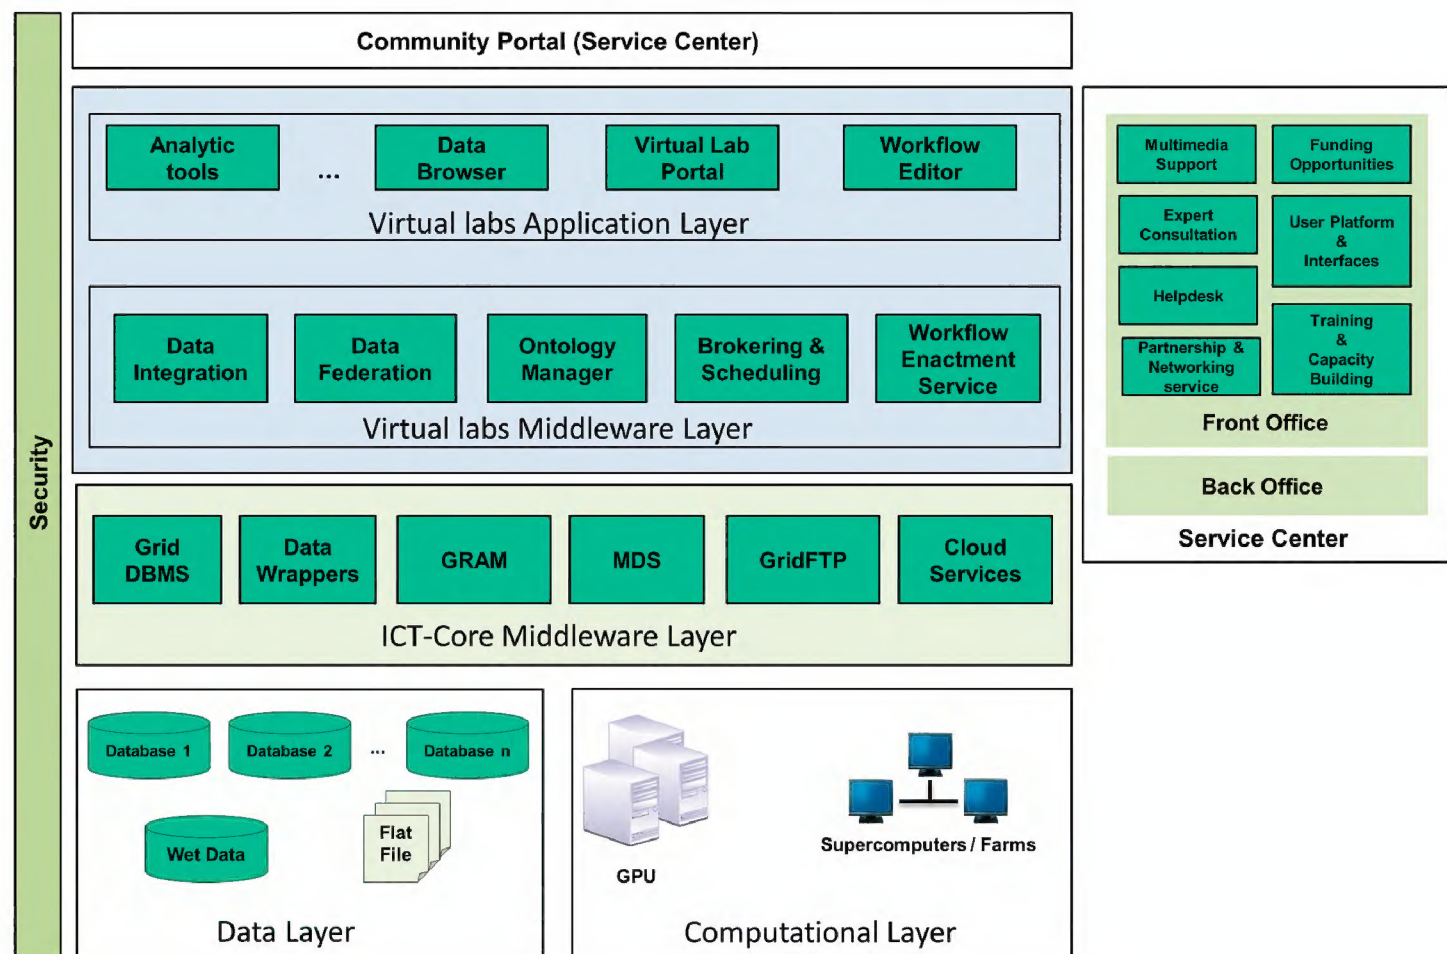 Community Portal (Service Center)
Security
Analytic
tools
...
Data
Browser
Virtual Lab
Portal
Workflow
Editor
Virtual labs Application Layer
Data
Integration
Data
Federation
Ontology
Manager
Brokering &
Scheduling
Workflow
Enactment
Service
Virtual labs Middleware Layer
Grid
DBMS
Data
Wrappers
GRAM
MDS
GridFTP
Cloud
Services
ICT-Core Middleware Layer
Database 1
Database 2
...
Database n
Wet Data
Flat
File
Data Layer
GPU
Supercomputers / Farms
Computational Layer
Multimedia
Support
Funding
Opportunities
Expert
Consultation
User Platform
&
Interfaces
Helpdesk
Partnership &
Networking
service
Training
&
Capacity
Building
Front Office
Back Office
Service Center